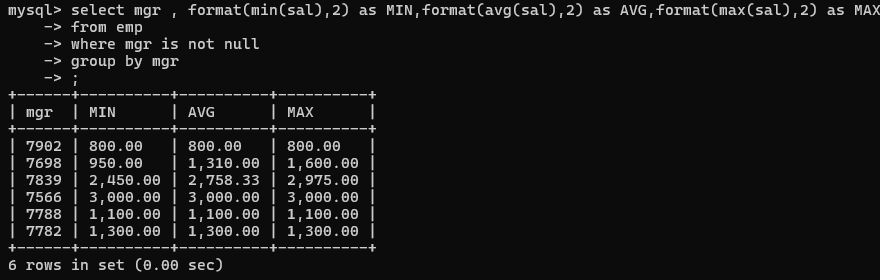 mysql> select mgr , format(min(sal),2) as MIN,format(avg(sal),2) as AVG,format(max(sal),2) as MAX
    -> from emp
    -> where mgr is not null
    -> group by mgr
    -> ;
+------+----------+----------+----------+
| mgr  | MIN      | AVG      | MAX      |
+------+----------+----------+----------+
| 7902 | 800.00   | 800.00   | 800.00   |
| 7698 | 950.00   | 1,310.00 | 1,600.00 |
| 7839 | 2,450.00 | 2,758.33 | 2,975.00 |
| 7566 | 3,000.00 | 3,000.00 | 3,000.00 |
| 7788 | 1,100.00 | 1,100.00 | 1,100.00 |
| 7782 | 1,300.00 | 1,300.00 | 1,300.00 |
+------+----------+----------+----------+
6 rows in set (0.00 sec)